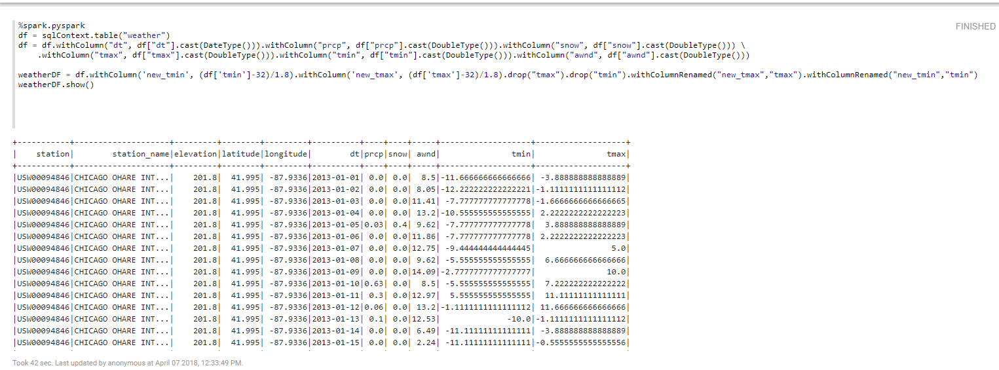 FINISHED
%spark.pyspark
df = sqlContext.table("weather")
df = df.withColumn("dt", df["dt"].cast(DateType())).withColumn("prcp", df["prcp"].cast(DoubleType())).withColumn("snow", df["snow"].cast(DoubleType())) \
    .withColumn("tmax", df["tmax"].cast(DoubleType())).withColumn("tmin", df["tmin"].cast(DoubleType())).withColumn("awnd", df["awnd"].cast(DoubleType()))
weatherDF = df.withColumn('new_tmin', (df['tmin']-32)/1.8).withColumn('new_tmax', (df['tmax']-32)/1.8).drop("tmax").drop("tmin").withColumnRenamed("new_tmax","tmax").withColumnRenamed("new_tmin","tmin")
weatherDF.show()
+-----------+--------------------+---------+--------+---------+----------+----+----+-----+-------------------+-------------------+
|    station|        station_name|elevation|latitude|longitude|        dt|prcp|snow| awnd|               tmin|               tmax|
+-----------+--------------------+---------+--------+---------+----------+----+----+-----+-------------------+-------------------+
|USW00094846|CHICAGO OHARE INT...|    201.8|  41.995| -87.9336|2013-01-01| 0.0| 0.0|  8.5|-11.666666666666666| -3.888888888888889|
|USW00094846|CHICAGO OHARE INT...|    201.8|  41.995| -87.9336|2013-01-02| 0.0| 0.0| 8.05|-12.222222222222221|-1.1111111111111112|
|USW00094846|CHICAGO OHARE INT...|    201.8|  41.995| -87.9336|2013-01-03| 0.0| 0.0|11.41| -7.777777777777778|-1.6666666666666665|
|USW00094846|CHICAGO OHARE INT...|    201.8|  41.995| -87.9336|2013-01-04| 0.0| 0.0| 13.2|-10.555555555555555| 2.2222222222222223|
|USW00094846|CHICAGO OHARE INT...|    201.8|  41.995| -87.9336|2013-01-05|0.03| 0.4| 9.62| -7.777777777777778|  3.888888888888889|
|USW00094846|CHICAGO OHARE INT...|    201.8|  41.995| -87.9336|2013-01-06| 0.0| 0.0|11.86| -7.777777777777778| 2.2222222222222223|
|USW00094846|CHICAGO OHARE INT...|    201.8|  41.995| -87.9336|2013-01-07| 0.0| 0.0|12.75| -9.444444444444445|                5.0|
|USW00094846|CHICAGO OHARE INT...|    201.8|  41.995| -87.9336|2013-01-08| 0.0| 0.0| 9.62| -5.555555555555555|  6.666666666666666|
|USW00094846|CHICAGO OHARE INT...|    201.8|  41.995| -87.9336|2013-01-09| 0.0| 0.0|14.09|-2.7777777777777777|               10.0|
|USW00094846|CHICAGO OHARE INT...|    201.8|  41.995| -87.9336|2013-01-10|0.63| 0.0|  8.5| -5.555555555555555|  7.222222222222222|
|USW00094846|CHICAGO OHARE INT...|    201.8|  41.995| -87.9336|2013-01-11| 0.3| 0.0|12.97|  5.555555555555555|  11.11111111111111|
|USW00094846|CHICAGO OHARE INT...|    201.8|  41.995| -87.9336|2013-01-12|0.06| 0.0| 13.2|-1.1111111111111112| 11.666666666666666|
|USW00094846|CHICAGO OHARE INT...|    201.8|  41.995| -87.9336|2013-01-13| 0.1| 0.0|12.53|              -10.0|-1.1111111111111112|
|USW00094846|CHICAGO OHARE INT...|    201.8|  41.995| -87.9336|2013-01-14| 0.0| 0.0| 6.49| -11.11111111111111| -3.888888888888889|
|USW00094846|CHICAGO OHARE INT...|    201.8|  41.995| -87.9336|2013-01-15| 0.0| 0.0| 2.24| -11.11111111111111|-0.5555555555555556|
Took 42 sec. Last updated by anonymous at April 07 2018, 12:33:49 PM.